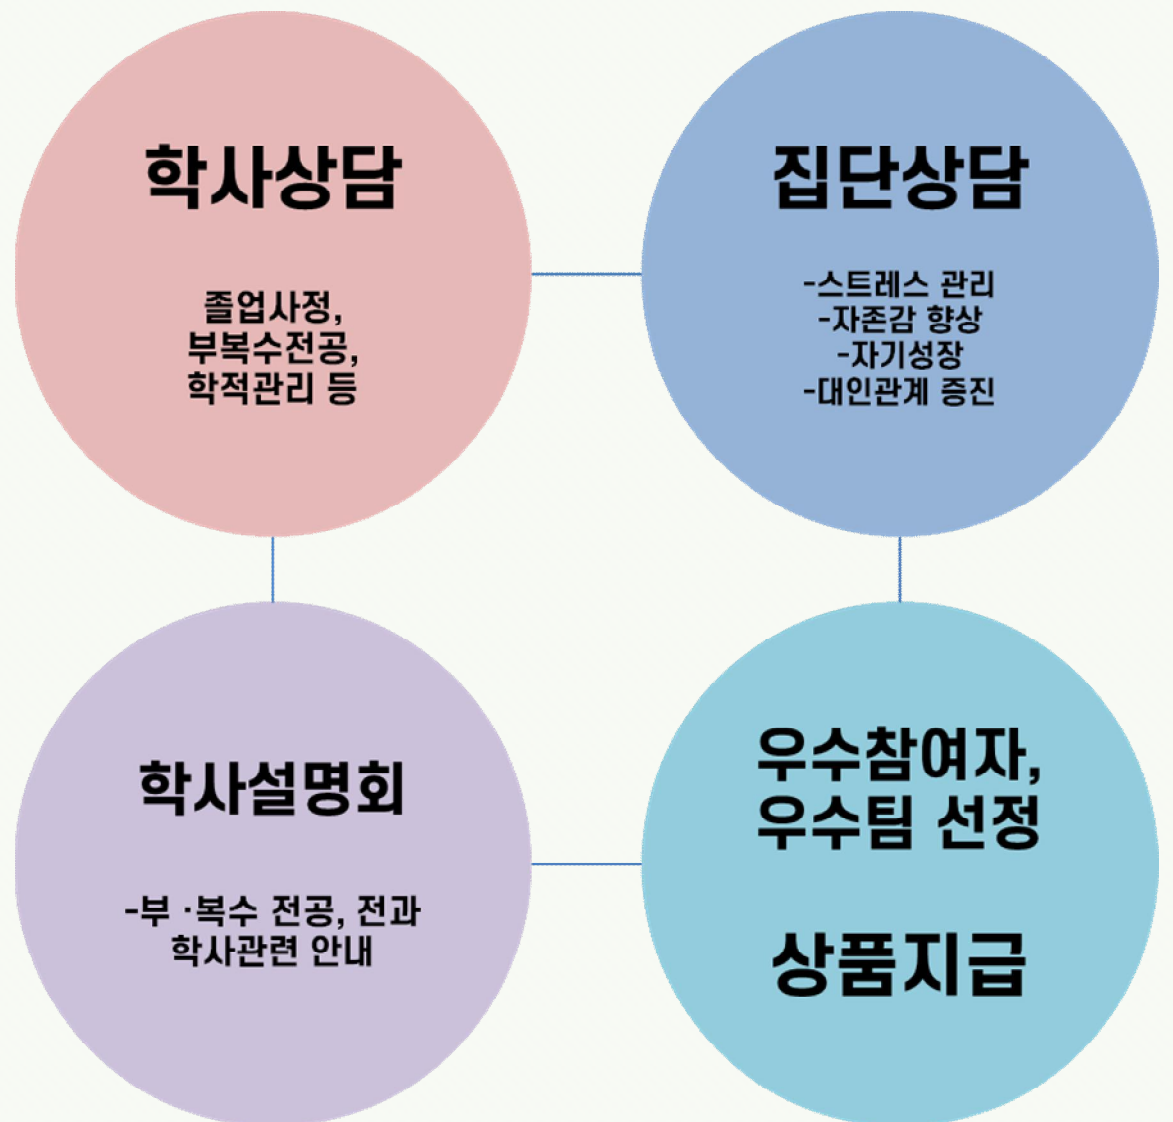 학사상담
졸업사정,
부복수전공,
학적관리 등
집단상담
-스트레스 관리
-자존감 향상
-자기성장
-대인관계 증진
학사설명회
-부 ·복수 전공, 전과
학사관련 안내
우수참여자,
우수팀 선정
상품지급